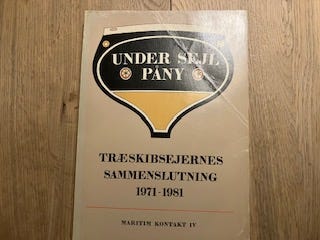 UNDER SEJL
PÅNY
TRÆSKIBSEJERNES
SAMMENSLUTNING
1971-1981
MARITIM KONTAKT IV